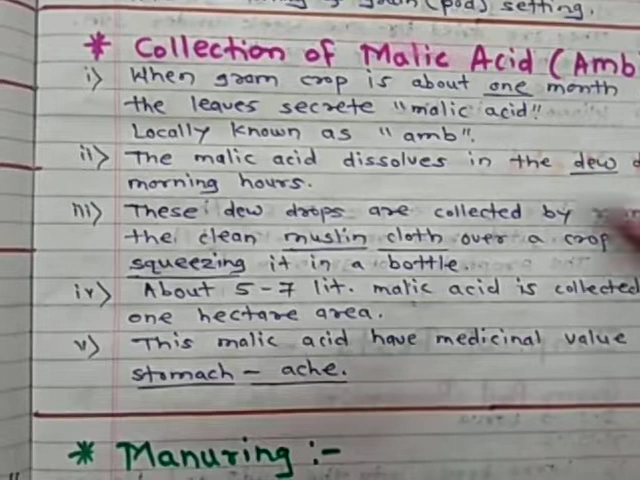 (pod) setting.
* Collection of Malic Acid (Amb
i) When gram crop is about one month
the leaves secrete "malic acid".
Locally known as "amb".
ii) The malic acid dissolves in the dew
morning hours.
iii) These dew drops are collected by
the clean muslin cloth over a crop
squeezing it in a bottle.
iv) About 5-7 lit. malic acid is collected
one hectare area.
v) This malic acid have medicinal value
stomach - ache.
* Manuring :-